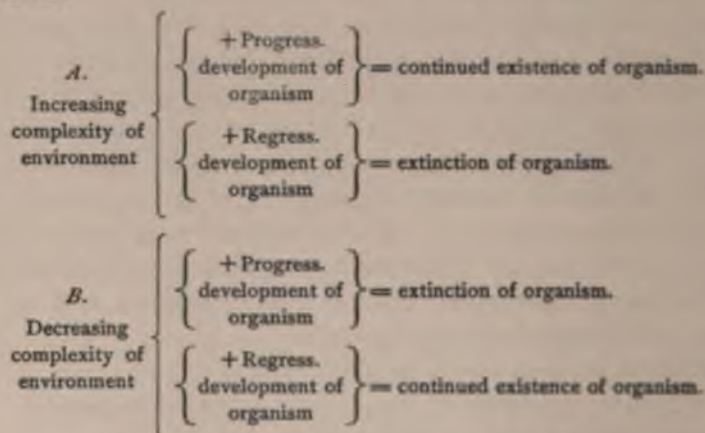 A.
Increasing
complexity of
environment
+ Progress.
development of
organism
= continued existence of organism.
+ Regress.
development of
organism
= extinction of organism.
B.
Decreasing
complexity of
environment
+ Progress.
development of
organism
= extinction of organism.
+ Regress.
development of
organism
= continued existence of organism.